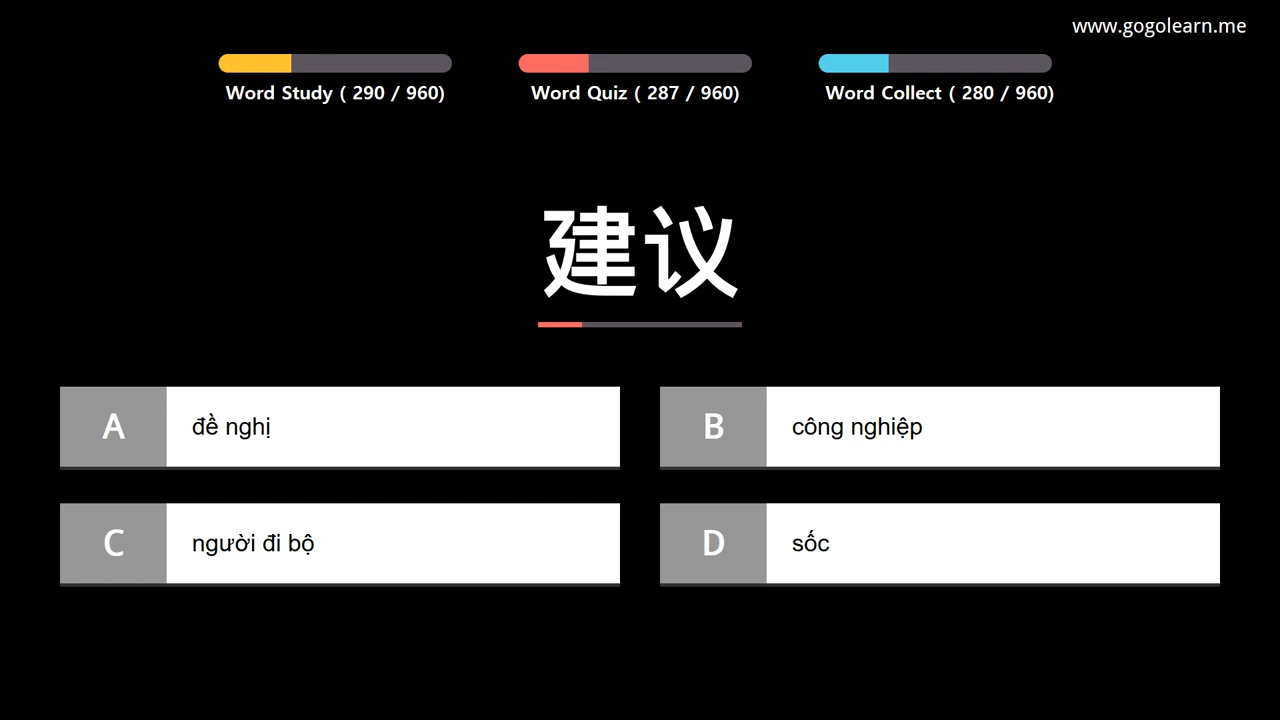 www.gogolearn.me
Word Study ( 290 / 960)
Word Quiz ( 287 / 960)
Word Collect ( 280 / 960)
建议
A đề nghị
B công nghiệp
C người đi bộ
D sốc